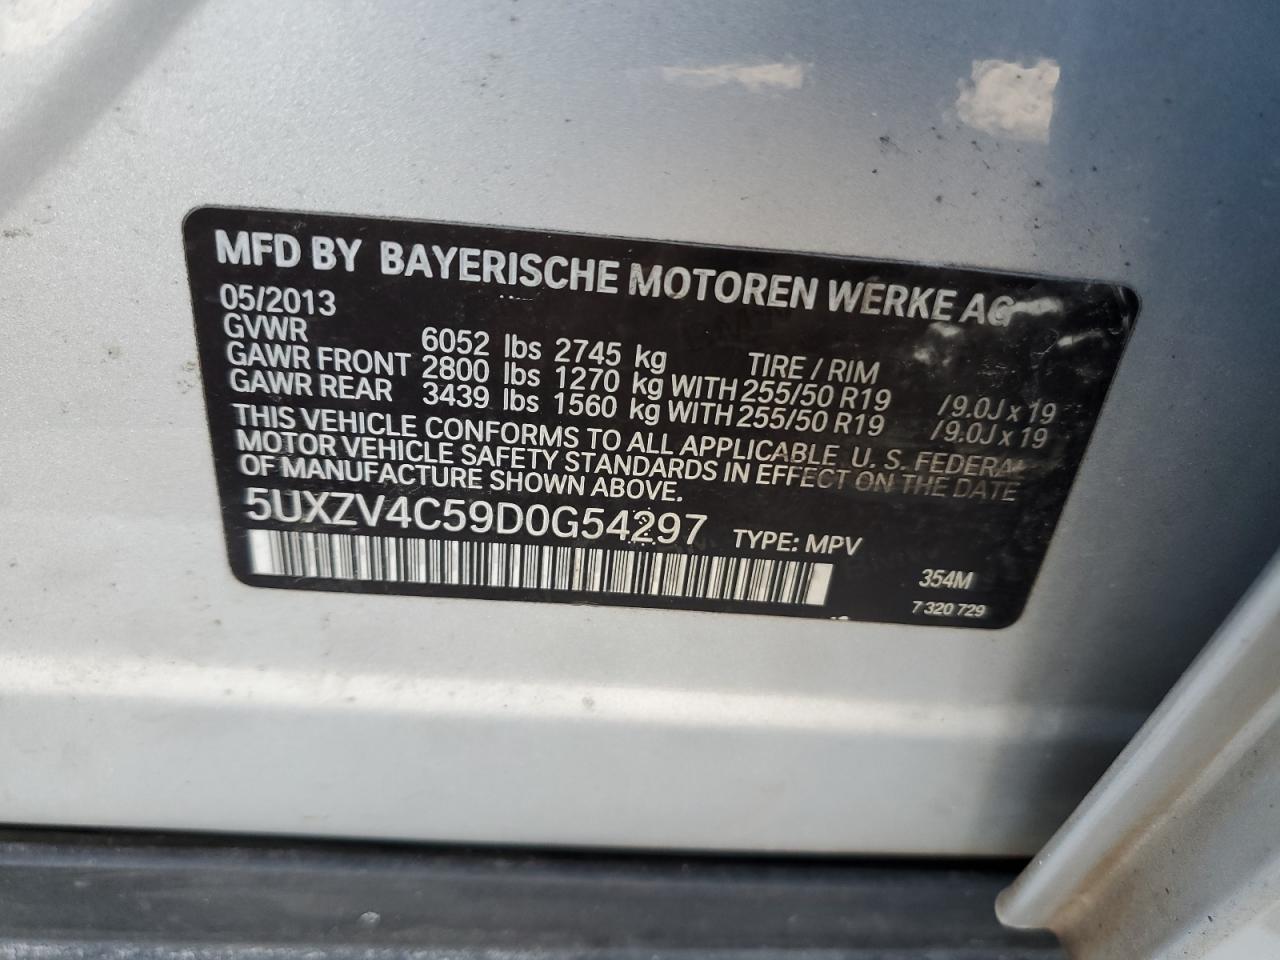 MFD BY BAYERISCHE MOTOREN WERKE AG
05/2013
GVWR 6052 lbs 2745 kg TIRE / RIM
GAWR FRONT 2800 lbs 1270 kg WITH 255/50 R19 / 9.0J x 19
GAWR REAR 3439 lbs 1560 kg WITH 255/50 R19 / 9.0J x 19
THIS VEHICLE CONFORMS TO ALL APPLICABLE U. S. FEDERAL
MOTOR VEHICLE SAFETY STANDARDS IN EFFECT ON THE DATE
OF MANUFACTURE SHOWN ABOVE.
5UXZV4C59D0G54297 TYPE: MPV
354M
7 320 729